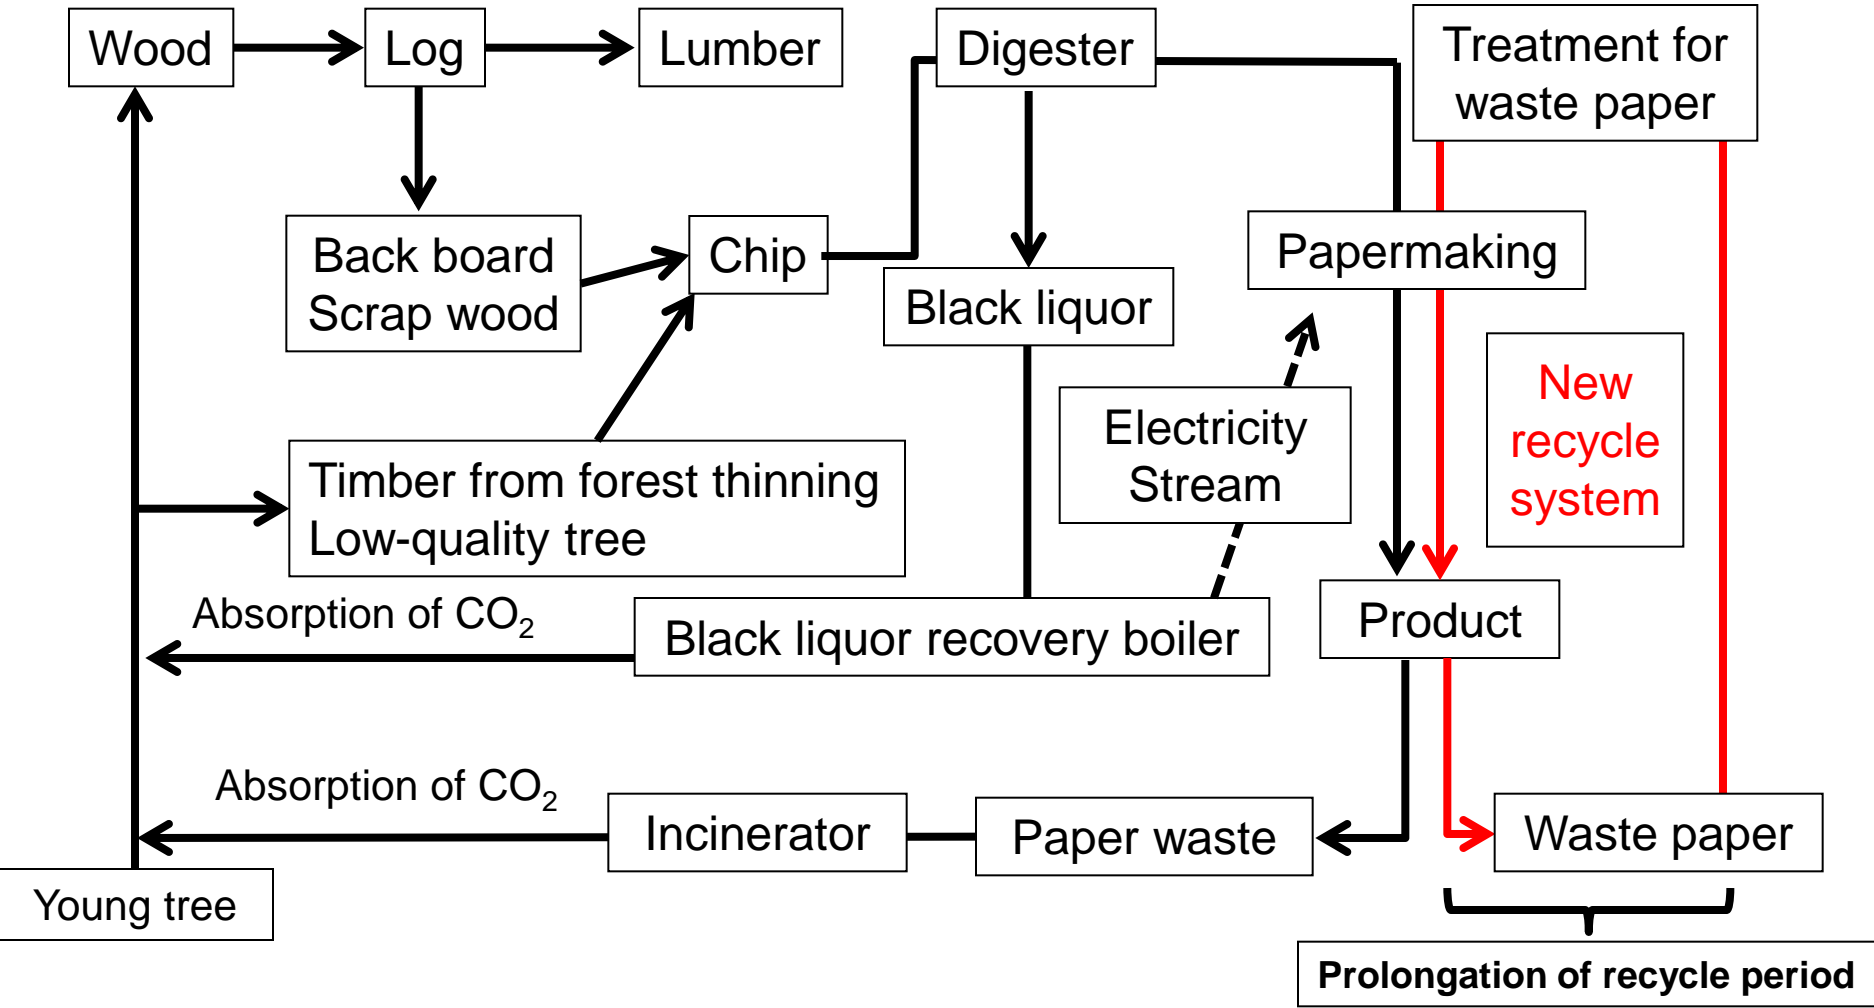 Wood
Log
Lumber
Digester
Treatment for
waste paper
Back board
Scrap wood
Chip
Black liquor
Papermaking
New
recycle
system
Electricity
Stream
Timber from forest thinning
Low-quality tree
Absorption of CO₂
Black liquor recovery boiler
Product
Absorption of CO₂
Incinerator
Paper waste
Waste paper
Young tree
Prolongation of recycle period